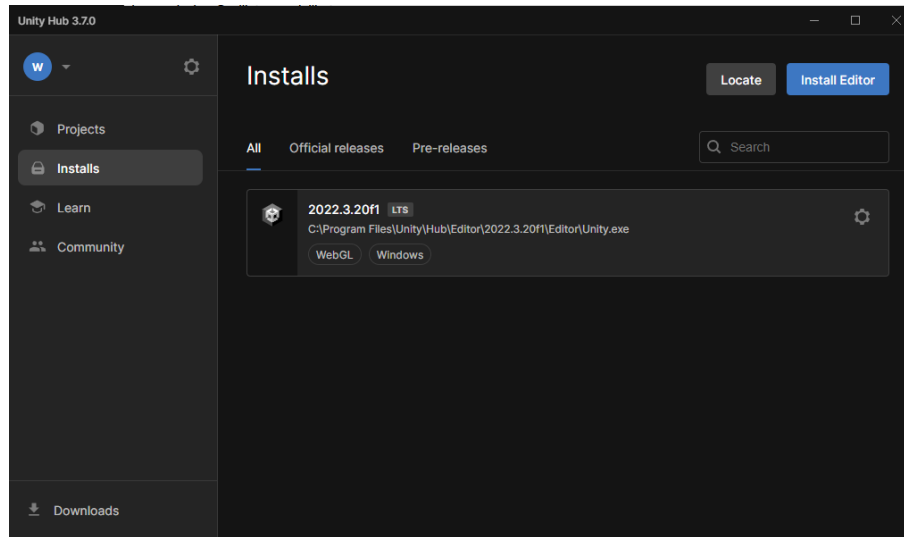 Unity Hub 3.7.0
W
Installs
Locate
Install Editor
Projects
Installs
Learn
Community
All
Official releases
Pre-releases
Search
2022.3.20f1 LTS
C:\Program Files\Unity\Hub\Editor\2022.3.20f1\Editor\Unity.exe
WebGL
Windows
Downloads